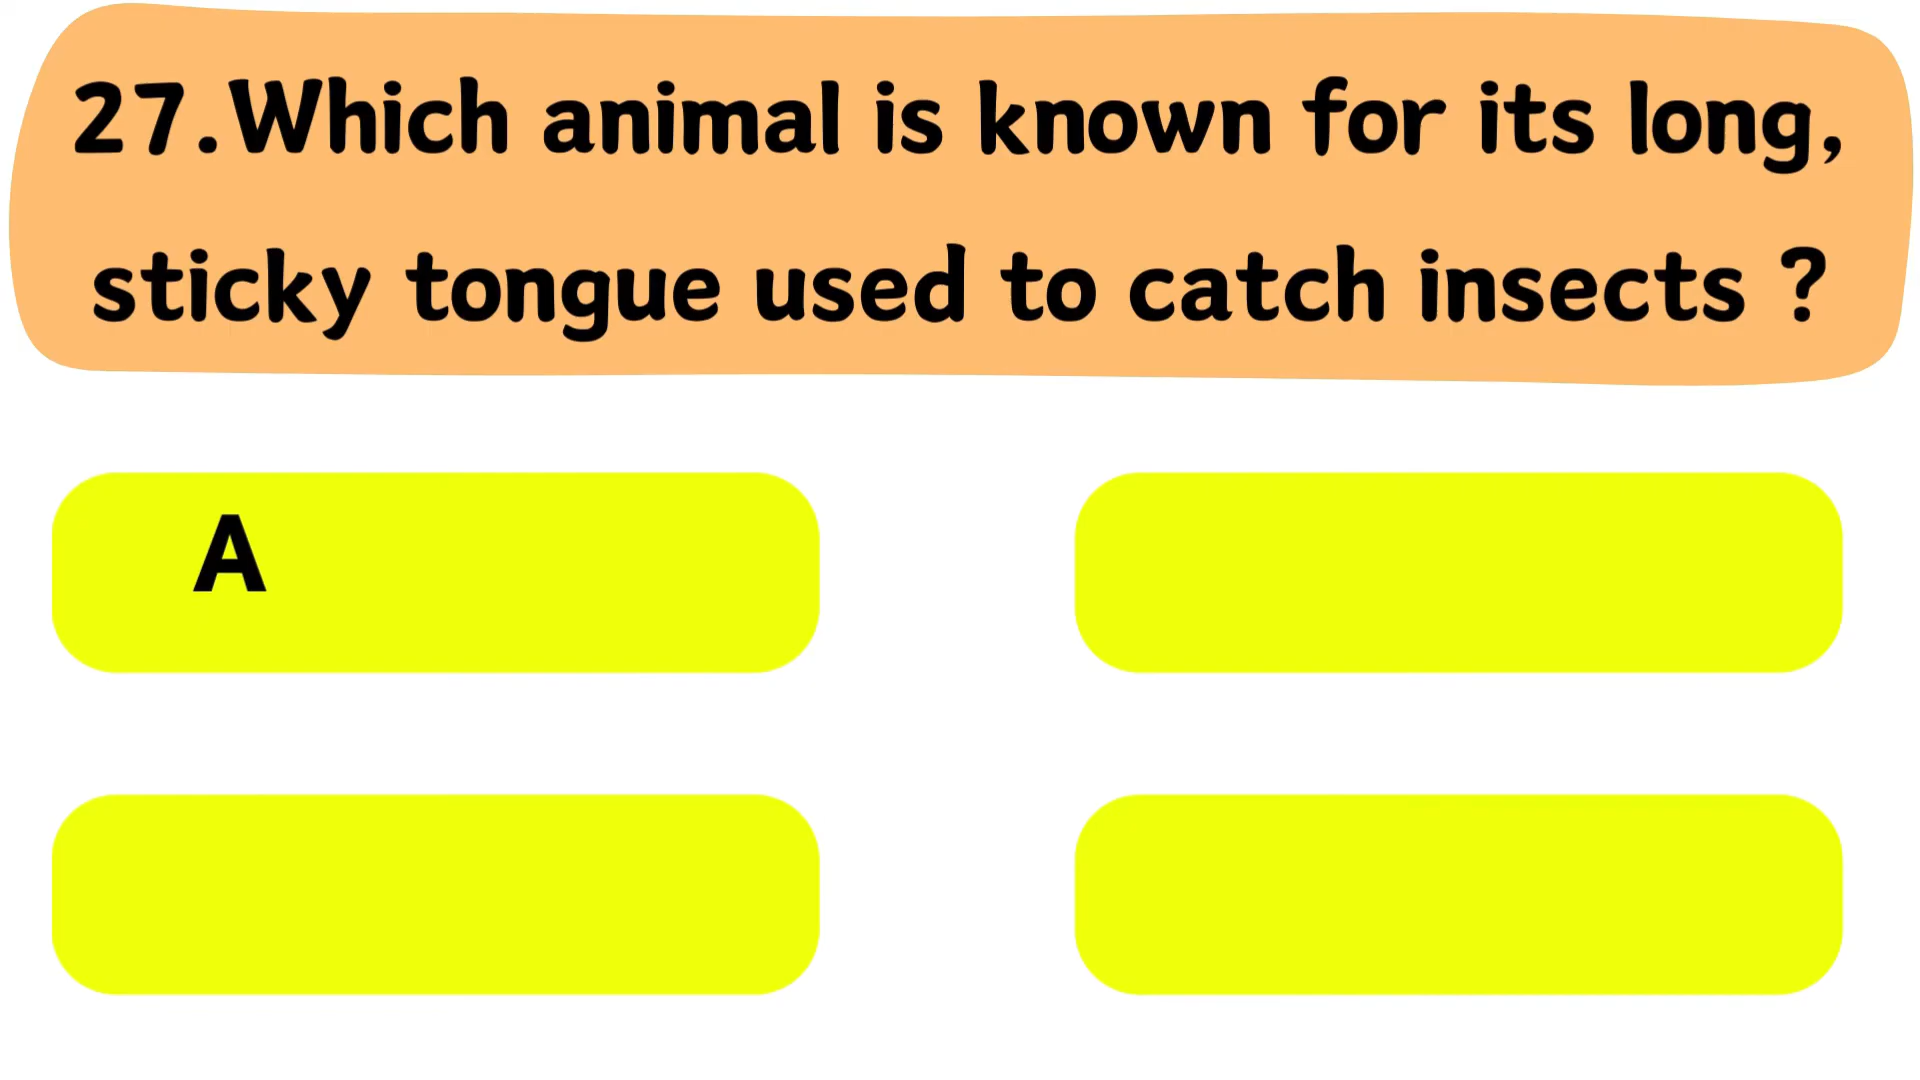 27.Which animal is known for its long,
sticky tongue used to catch insects ?
A